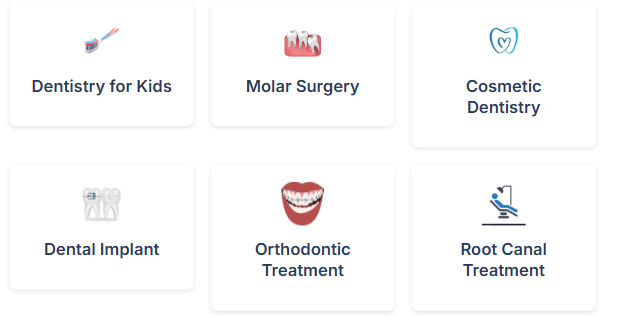 Dentistry for Kids
Molar Surgery
Cosmetic
Dentistry
Dental Implant
Orthodontic
Treatment
Root Canal
Treatment